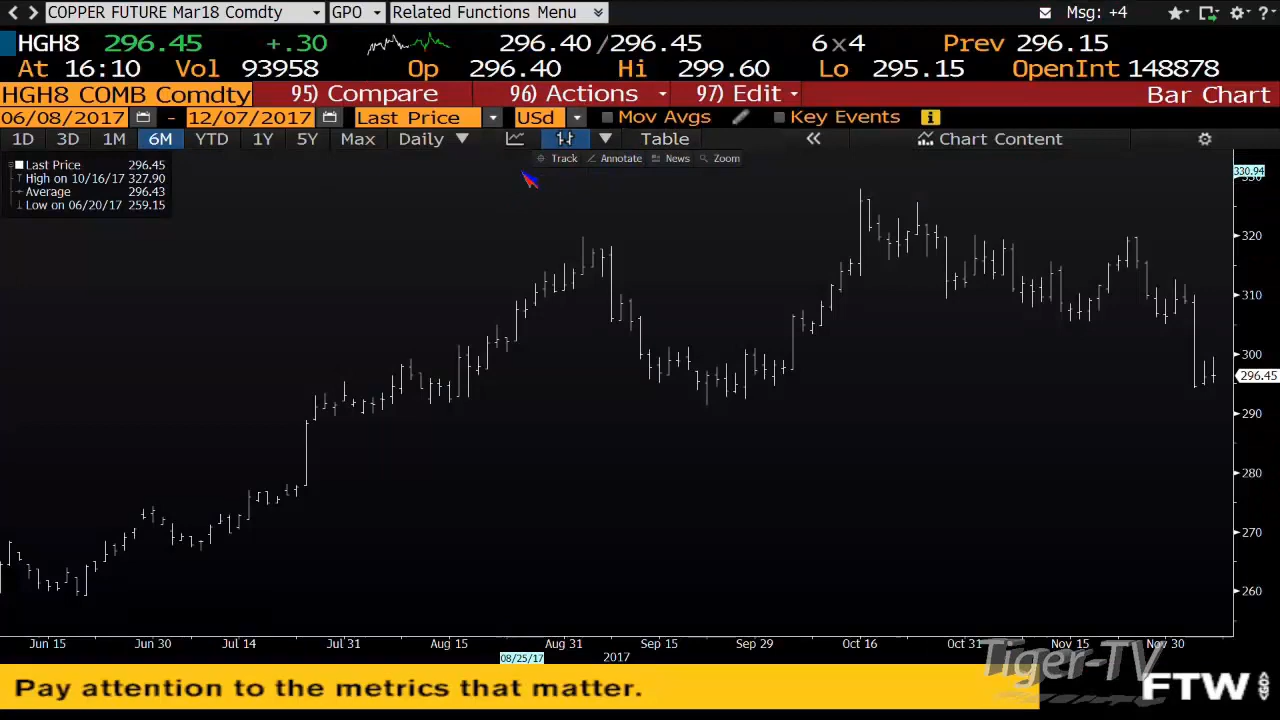 COPPER FUTURE Mar18 Comdty GPO Related Functions Menu Msg: +4 ?
HGH8 296.45 +.30 296.40/296.45 6x4 Prev 296.15
At 16:10 Vol 93958 Op 296.40 Hi 299.60 Lo 295.15 OpenInt 148878
HGH8 COMB Comdty 95) Compare 96) Actions 97) Edit Bar Chart
06/08/2017 - 12/07/2017 Last Price USd Mov Avgs Key Events i
1D 3D 1M 6M YTD 1Y 5Y Max Daily Table « Chart Content
Track Annotate News Zoom
Last Price 296.45
High on 10/16/17 327.90
Average 296.43
Low on 06/20/17 259.15
330.94
320
310
300
296.45
290
280
270
260
Jun 15 Jun 30 Jul 14 Jul 31 Aug 15 Aug 31 Sep 15 Sep 29 Oct 16 Oct 31 Nov 15 Nov 30
08/25/17 2017
Tiger-TV
Pay attention to the metrics that matter. FTW